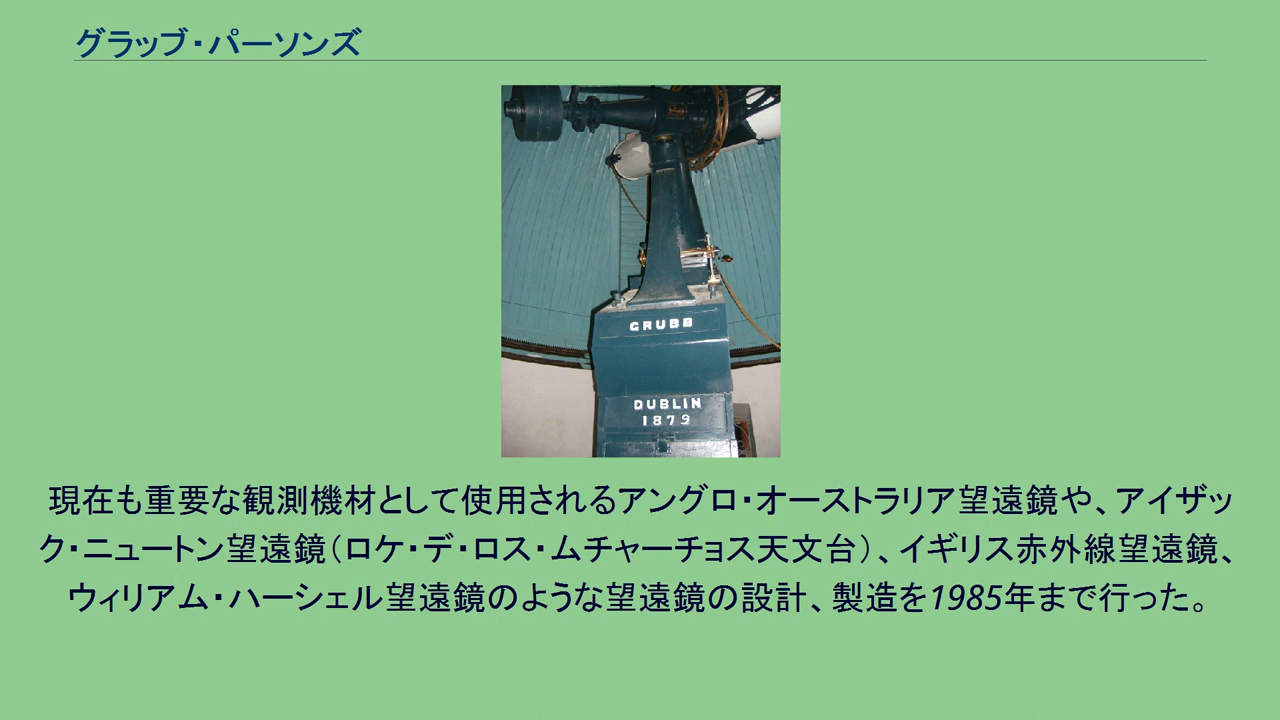 グラッブ・パーソンズ
GRUBB
DUBLIN
1879
現在も重要な観測機材として使用されるアングロ・オーストラリア望遠鏡や、アイザッ
ク・ニュートン望遠鏡（ロケ・デ・ロス・ムチャーチョス天文台）、イギリス赤外線望遠鏡、
ウィリアム・ハーシェル望遠鏡のような望遠鏡の設計、製造を1985年まで行った。